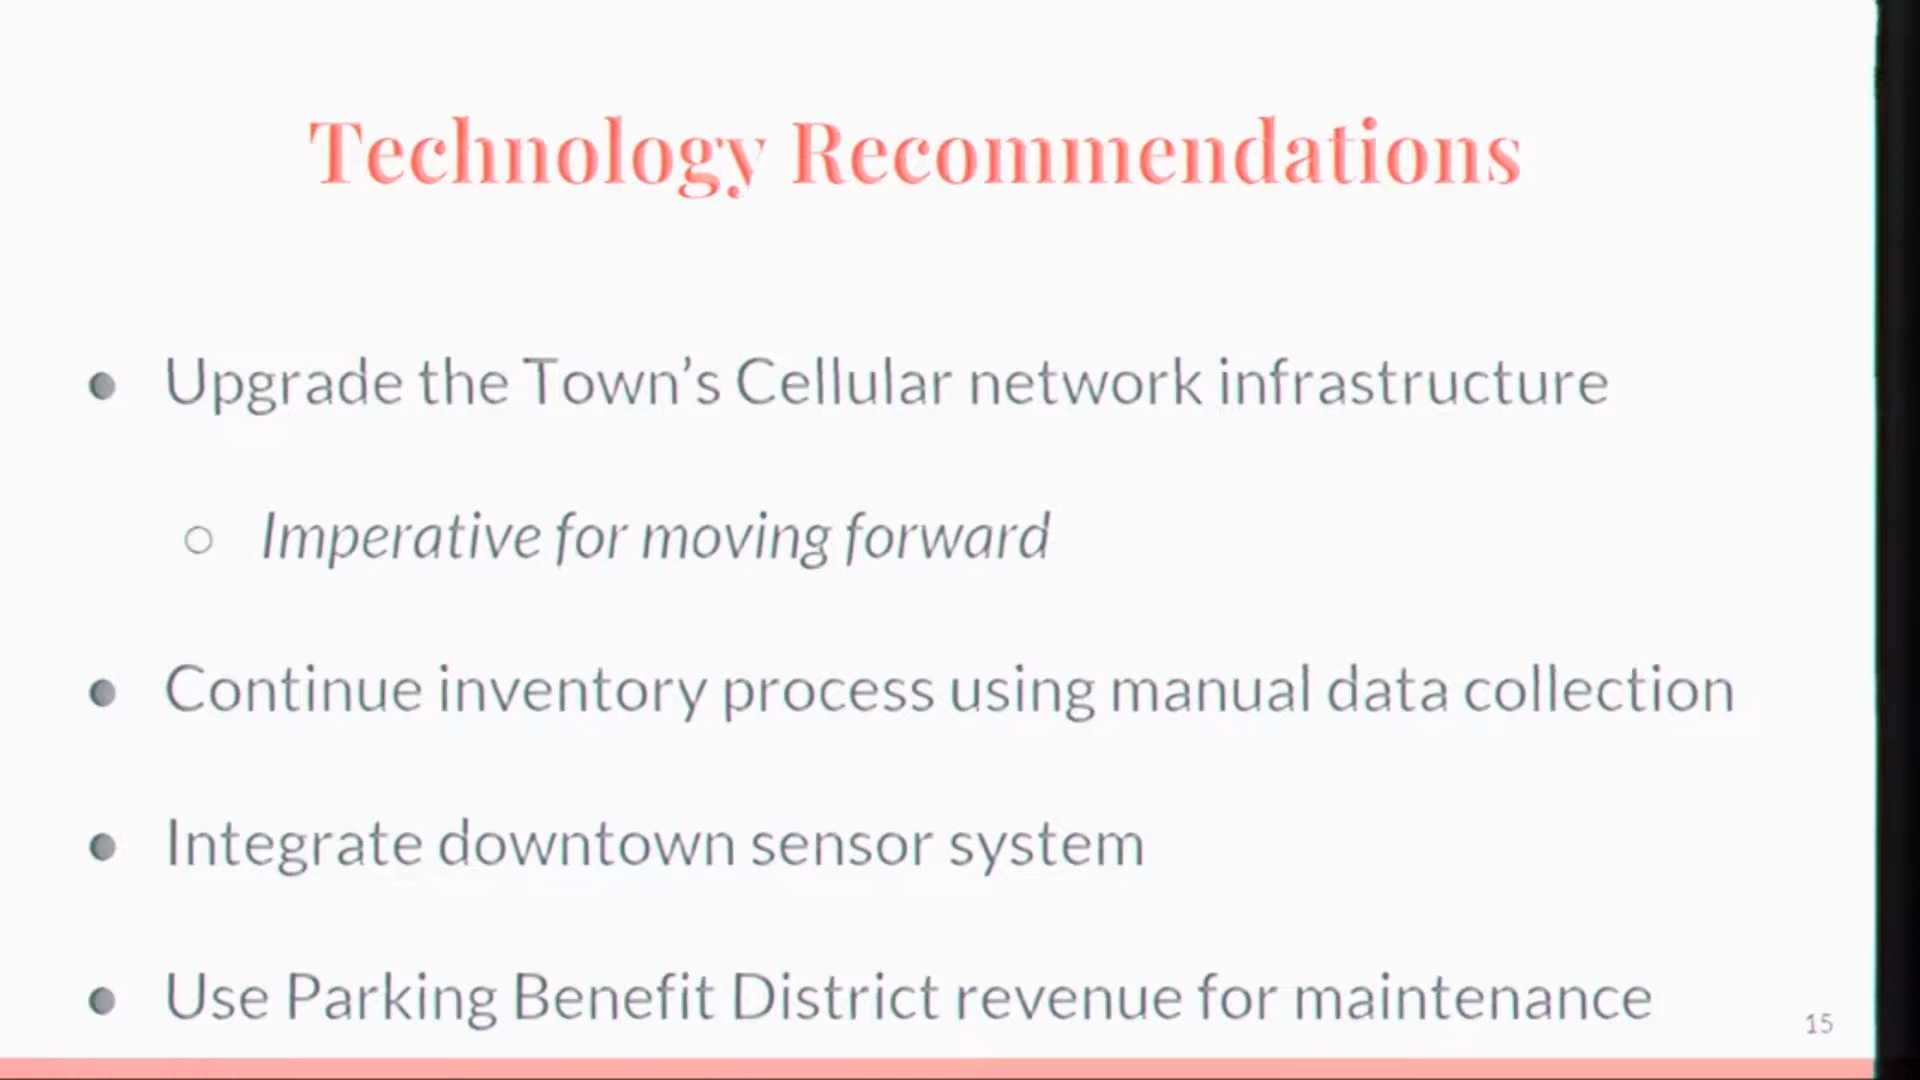 Technology Recommendations
● Upgrade the Town’s Cellular network infrastructure
○ Imperative for moving forward
● Continue inventory process using manual data collection
● Integrate downtown sensor system
● Use Parking Benefit District revenue for maintenance
15